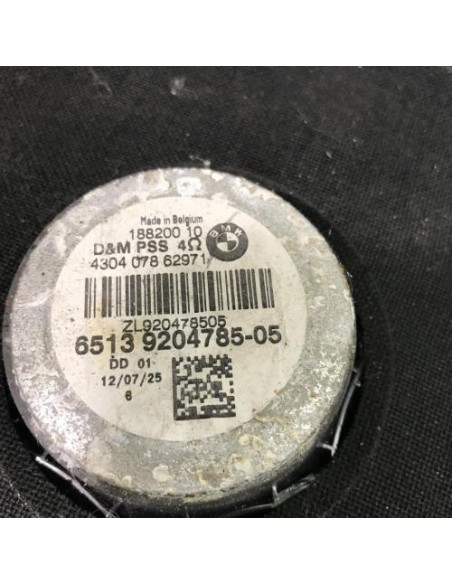 Made in Belgium
188200 10
D&M PSS 4Ω
BMW
4304 078 62971
ZL920478505
6513 9204785-05
DD 01
12/07/25
6